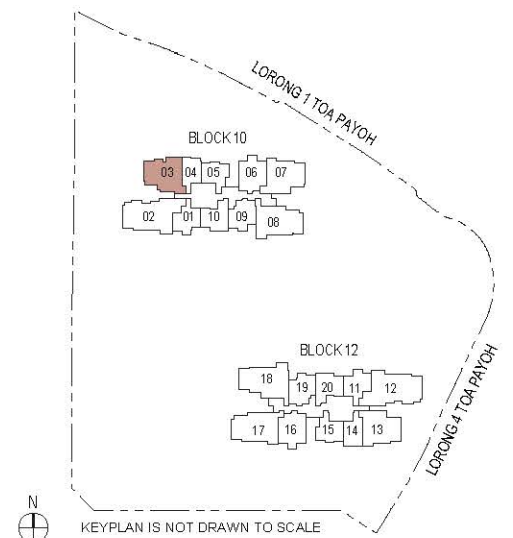 LORONG 1 TOA PAYOH
BLOCK 10
03 04 05 06 07
02 01 10 09 08
BLOCK 12
18 19 20 11 12
17 16 15 14 13
LORONG 4 TOA PAYOH
N
KEYPLAN IS NOT DRAWN TO SCALE